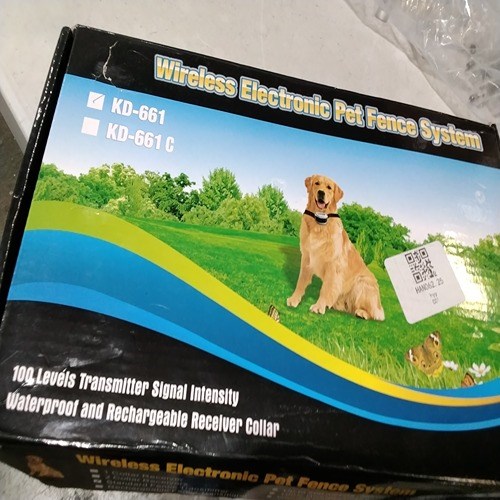 Wireless Electronic Pet Fence System
KD-661
KD-661 C
100 Levels Transmitter Signal Intensity
Waterproof and Rechargeable Receiver Collar
Wireless Electronic Pet Fence System